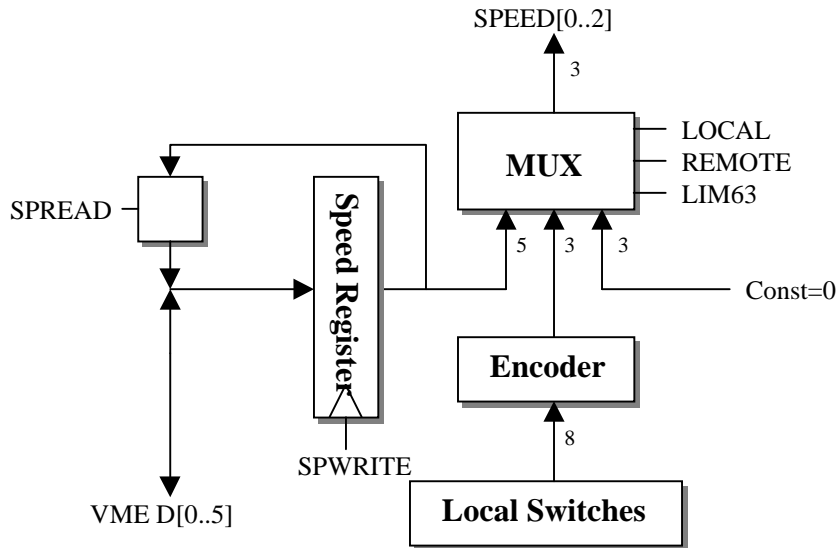 SPEED[0..2]
3
MUX
LOCAL
REMOTE
LIM63
SPREAD
Speed Register
5
3
3
Const=0
Encoder
8
SPWRITE
VME D[0..5]
Local Switches